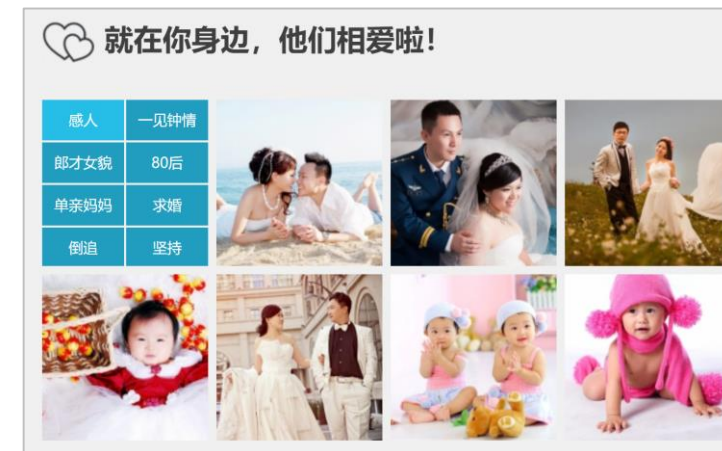 就在你身边，他们相爱啦！
感人 一见钟情
郎才女貌 80后
单亲妈妈 求婚
倒追 坚持